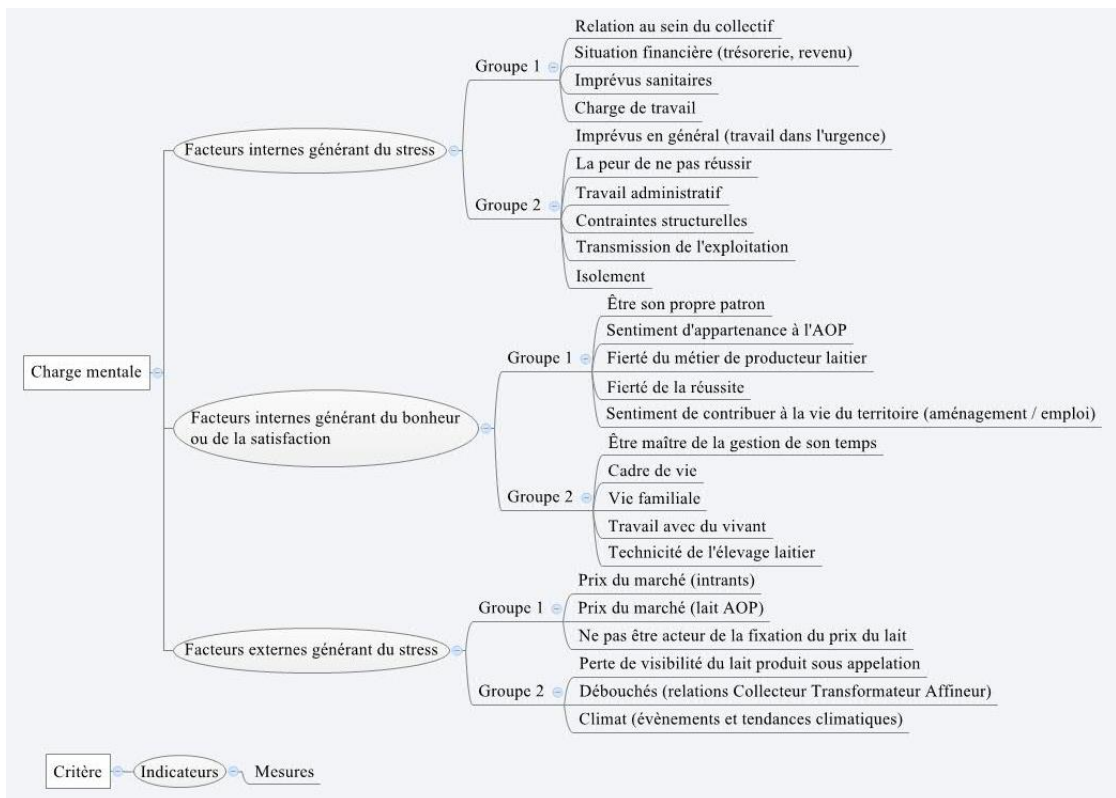 Charge mentale
Facteurs internes générant du stress
Groupe 1
Relation au sein du collectif
Situation financière (trésorerie, revenu)
Imprévus sanitaires
Charge de travail
Groupe 2
Imprévus en général (travail dans l'urgence)
La peur de ne pas réussir
Travail administratif
Contraintes structurelles
Transmission de l'exploitation
Isolement
Facteurs internes générant du bonheur
ou de la satisfaction
Groupe 1
Être son propre patron
Sentiment d'appartenance à l'AOP
Fierté du métier de producteur laitier
Fierté de la réussite
Sentiment de contribuer à la vie du territoire (aménagement / emploi)
Groupe 2
Être maître de la gestion de son temps
Cadre de vie
Vie familiale
Travail avec du vivant
Technicité de l'élevage laitier
Facteurs externes générant du stress
Groupe 1
Prix du marché (intrants)
Prix du marché (lait AOP)
Ne pas être acteur de la fixation du prix du lait
Groupe 2
Perte de visibilité du lait produit sous appelation
Débouchés (relations Collecteur Transformateur Affineur)
Climat (évènements et tendances climatiques)
Critère
Indicateurs
Mesures